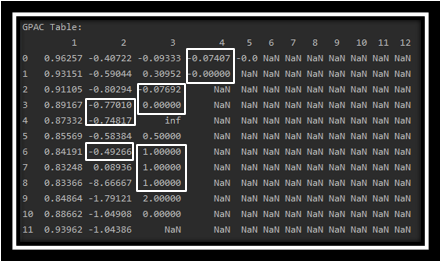 GPAC Table:
1 2 3 4 5 6 7 8 9 10 11 12
0 0.96257 -0.40722 -0.09333 -0.07407 -0.0 NaN NaN NaN NaN NaN NaN NaN
1 0.93151 -0.59044 0.30952 -0.00000 NaN NaN NaN NaN NaN NaN NaN NaN
2 0.91105 -0.80294 -0.07692 NaN NaN NaN NaN NaN NaN NaN NaN NaN
3 0.89167 -0.77010 0.00000 NaN NaN NaN NaN NaN NaN NaN NaN NaN
4 0.87332 -0.74817 inf NaN NaN NaN NaN NaN NaN NaN NaN NaN
5 0.85569 -0.58384 0.50000 NaN NaN NaN NaN NaN NaN NaN NaN NaN
6 0.84191 -0.49266 1.00000 NaN NaN NaN NaN NaN NaN NaN NaN NaN
7 0.83248 0.08936 1.00000 NaN NaN NaN NaN NaN NaN NaN NaN NaN
8 0.83366 -8.66667 1.00000 NaN NaN NaN NaN NaN NaN NaN NaN NaN
9 0.84864 -1.79121 2.00000 NaN NaN NaN NaN NaN NaN NaN NaN NaN
10 0.88662 -1.04908 0.00000 NaN NaN NaN NaN NaN NaN NaN NaN NaN
11 0.93962 -1.04386 NaN NaN NaN NaN NaN NaN NaN NaN NaN NaN